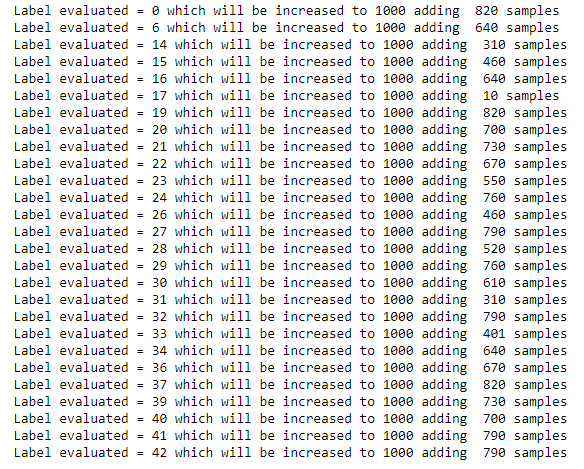 Label evaluated = 0 which will be increased to 1000 adding  820 samples
Label evaluated = 6 which will be increased to 1000 adding  640 samples
Label evaluated = 14 which will be increased to 1000 adding  310 samples
Label evaluated = 15 which will be increased to 1000 adding  460 samples
Label evaluated = 16 which will be increased to 1000 adding  640 samples
Label evaluated = 17 which will be increased to 1000 adding  10 samples
Label evaluated = 19 which will be increased to 1000 adding  820 samples
Label evaluated = 20 which will be increased to 1000 adding  700 samples
Label evaluated = 21 which will be increased to 1000 adding  730 samples
Label evaluated = 22 which will be increased to 1000 adding  670 samples
Label evaluated = 23 which will be increased to 1000 adding  550 samples
Label evaluated = 24 which will be increased to 1000 adding  760 samples
Label evaluated = 26 which will be increased to 1000 adding  460 samples
Label evaluated = 27 which will be increased to 1000 adding  790 samples
Label evaluated = 28 which will be increased to 1000 adding  520 samples
Label evaluated = 29 which will be increased to 1000 adding  760 samples
Label evaluated = 30 which will be increased to 1000 adding  610 samples
Label evaluated = 31 which will be increased to 1000 adding  310 samples
Label evaluated = 32 which will be increased to 1000 adding  790 samples
Label evaluated = 33 which will be increased to 1000 adding  401 samples
Label evaluated = 34 which will be increased to 1000 adding  640 samples
Label evaluated = 36 which will be increased to 1000 adding  670 samples
Label evaluated = 37 which will be increased to 1000 adding  820 samples
Label evaluated = 39 which will be increased to 1000 adding  730 samples
Label evaluated = 40 which will be increased to 1000 adding  700 samples
Label evaluated = 41 which will be increased to 1000 adding  790 samples
Label evaluated = 42 which will be increased to 1000 adding  790 samples